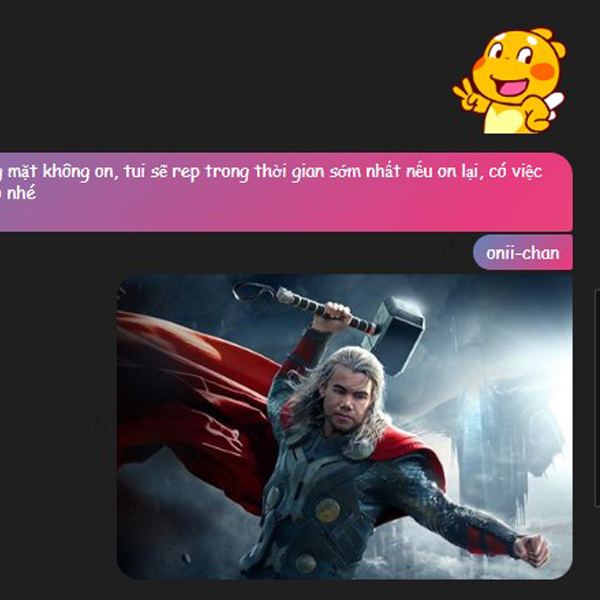 mặt không on, tui sẽ rep trong thời gian sớm nhất nếu on lại, có việc
nhé
onii-chan